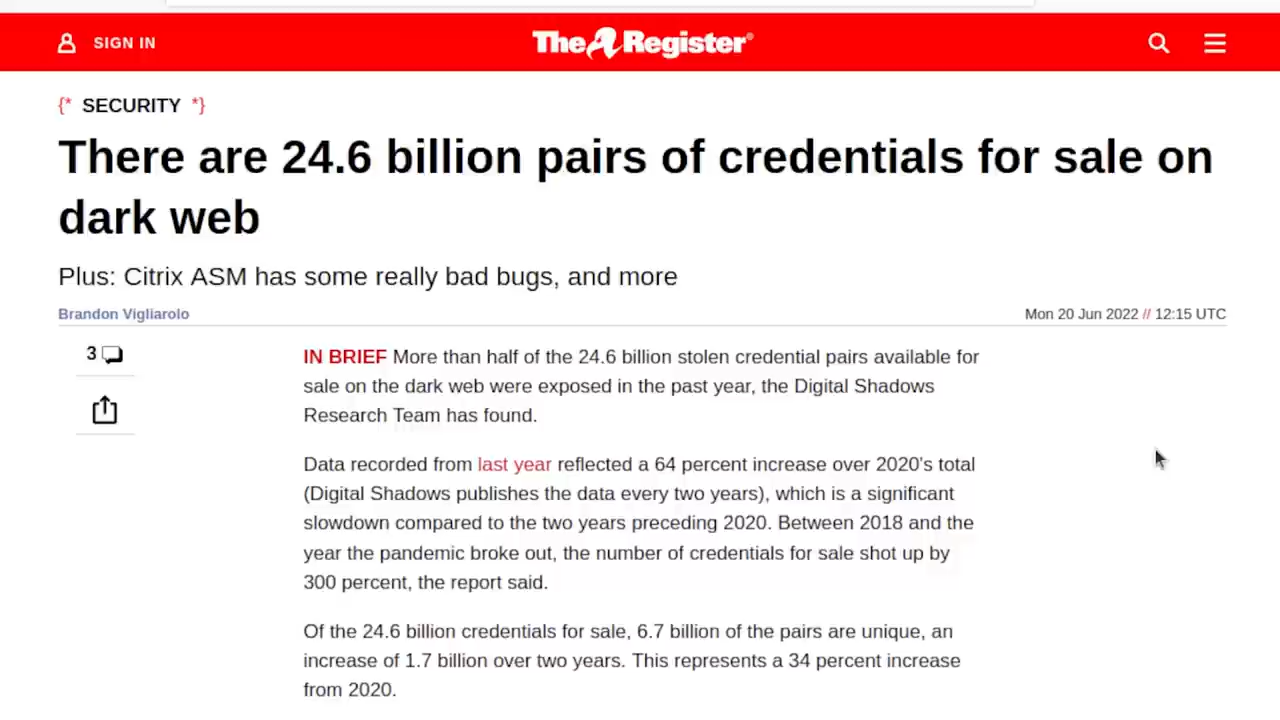 SIGN IN
The Register®
{* SECURITY *}
There are 24.6 billion pairs of credentials for sale on
dark web
Plus: Citrix ASM has some really bad bugs, and more
Brandon Vigliarolo
Mon 20 Jun 2022 // 12:15 UTC
3
IN BRIEF More than half of the 24.6 billion stolen credential pairs available for
sale on the dark web were exposed in the past year, the Digital Shadows
Research Team has found.
Data recorded from last year reflected a 64 percent increase over 2020's total
(Digital Shadows publishes the data every two years), which is a significant
slowdown compared to the two years preceding 2020. Between 2018 and the
year the pandemic broke out, the number of credentials for sale shot up by
300 percent, the report said.
Of the 24.6 billion credentials for sale, 6.7 billion of the pairs are unique, an
increase of 1.7 billion over two years. This represents a 34 percent increase
from 2020.